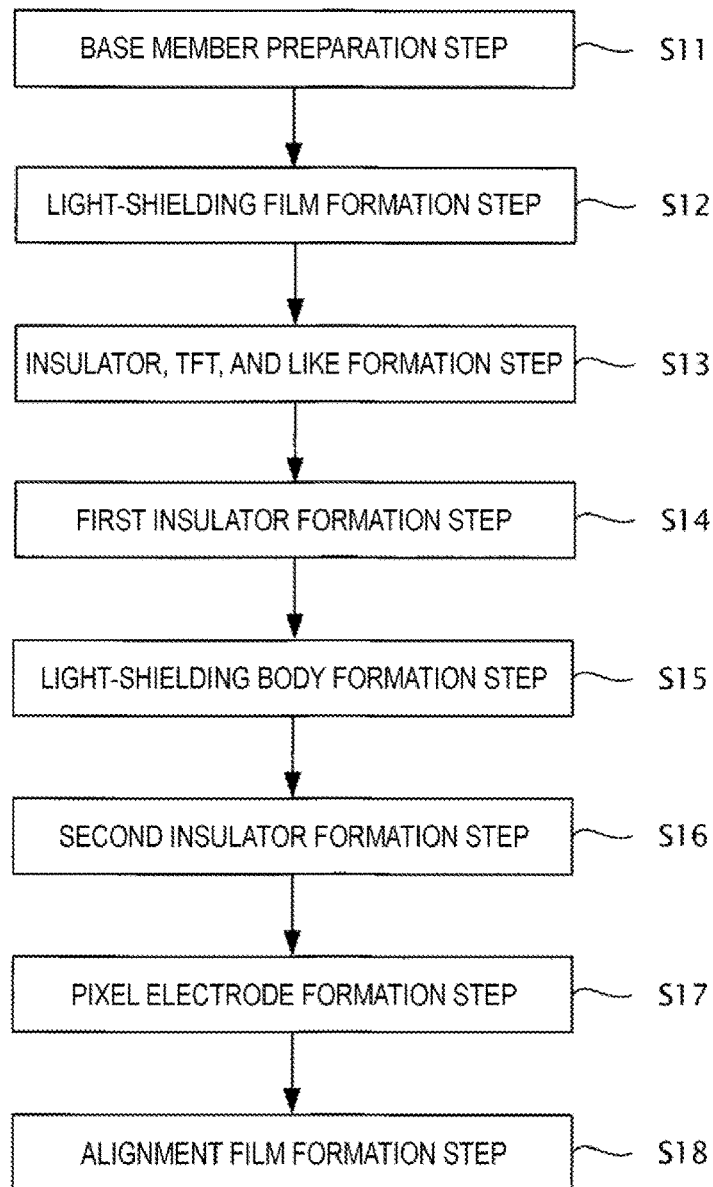 BASE MEMBER PREPARATION STEP S11
LIGHT-SHIELDING FILM FORMATION STEP S12
INSULATOR, TFT, AND LIKE FORMATION STEP S13
FIRST INSULATOR FORMATION STEP S14
LIGHT-SHIELDING BODY FORMATION STEP S15
SECOND INSULATOR FORMATION STEP S16
PIXEL ELECTRODE FORMATION STEP S17
ALIGNMENT FILM FORMATION STEP S18